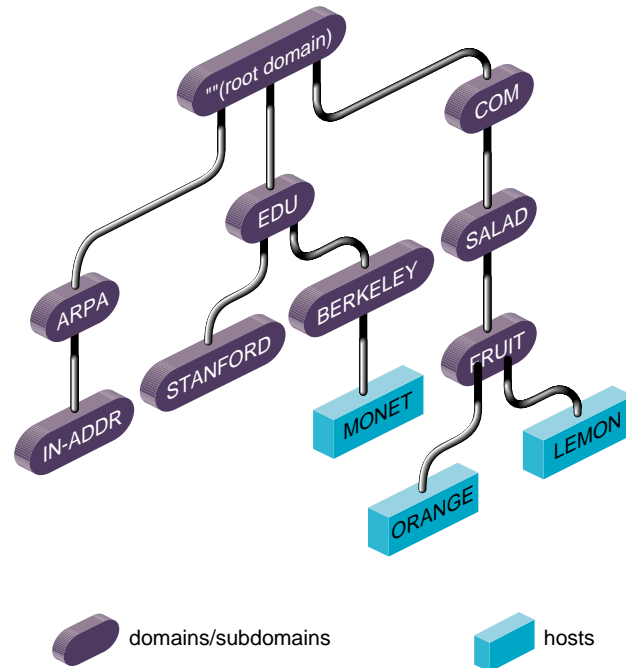 ""(root domain)
COM
EDU
SALAD
ARPA
BERKELEY
STANFORD
FRUIT
IN-ADDR
MONET
LEMON
ORANGE
domains/subdomains
hosts